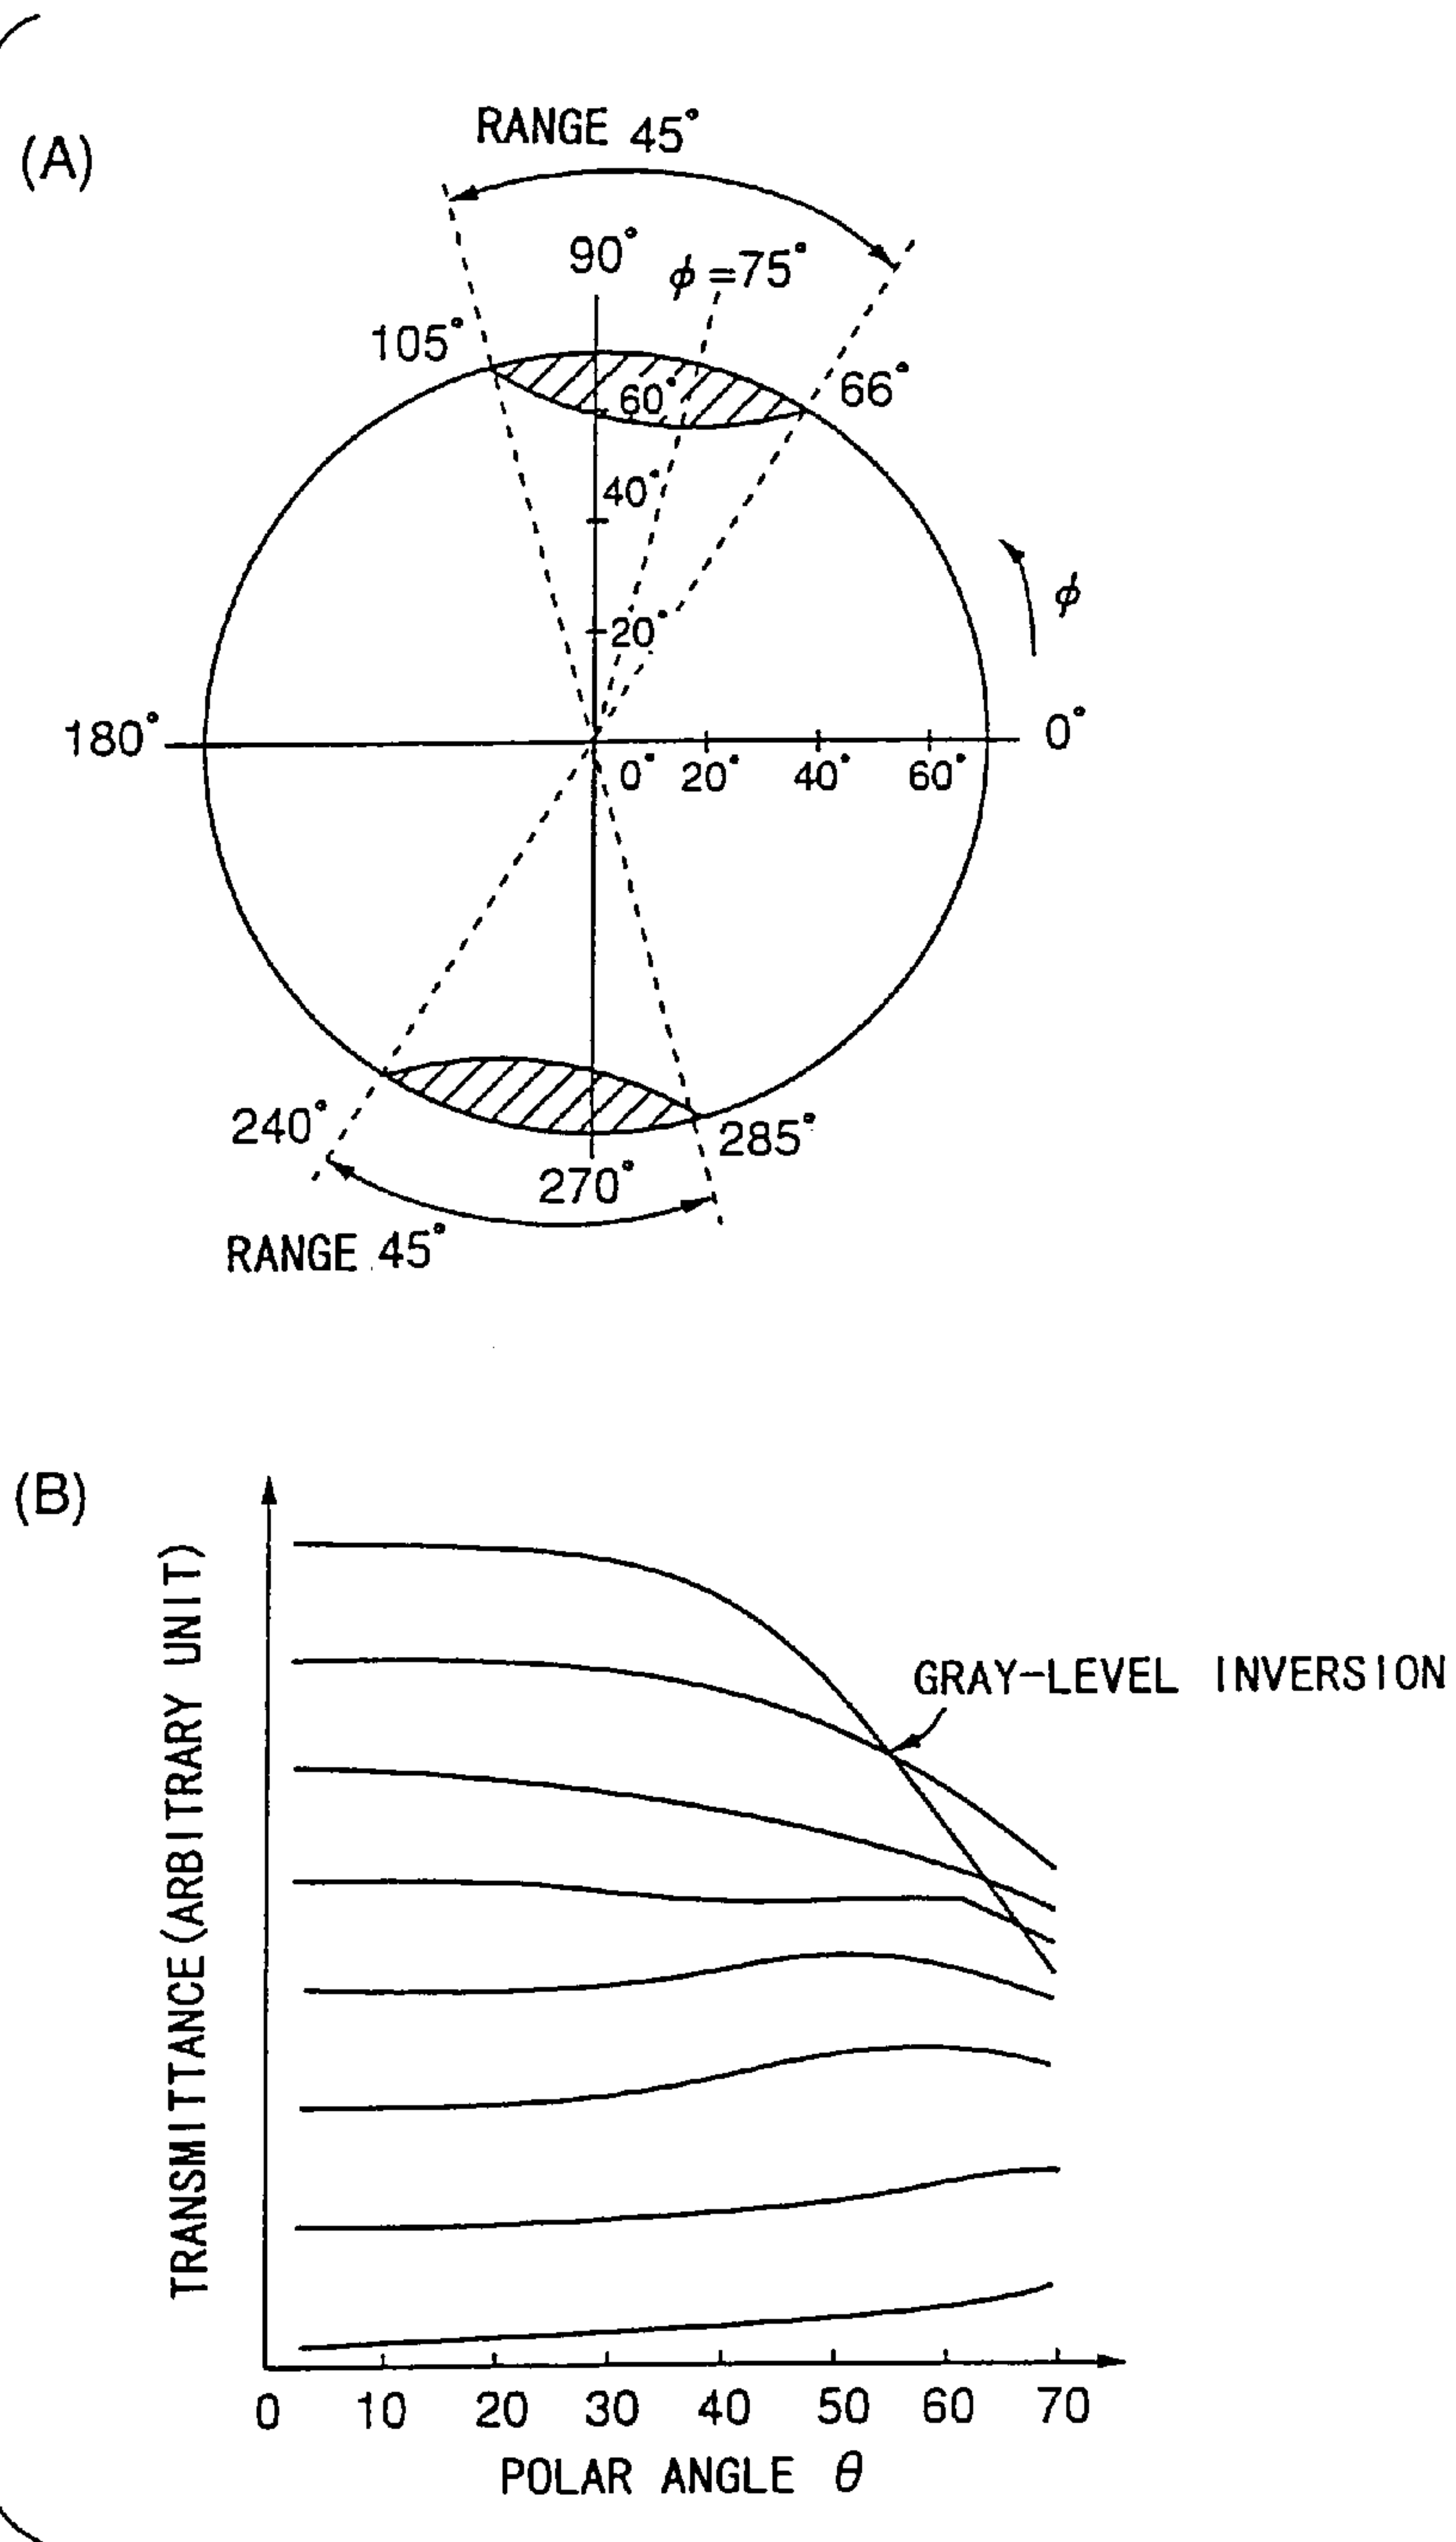 (A)
RANGE 45°
90°
ϕ=75°
105°
66°
60°
40°
ϕ
20°
180°
0°
0° 20° 40° 60°
240°
285°
270°
RANGE 45°
(B)
TRANSMITTANCE (ARBITRARY UNIT)
GRAY-LEVEL INVERSION
0 10 20 30 40 50 60 70
POLAR ANGLE θ